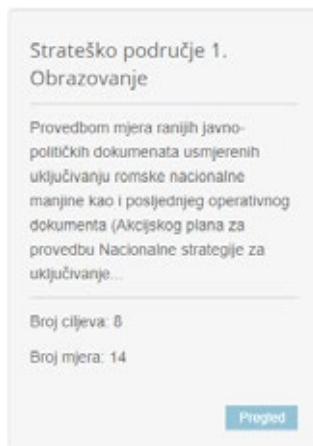 Strateško područje 1.
Obrazovanje
Provedbom mjera ranijih javno-
političkih dokumenata usmjerenih
uključivanju romske nacionalne
manjine kao i posljednjeg operativnog
dokumenta (Akcijskog plana za
provedbu Nacionalne strategije za
uključivanje...
Broj ciljeva: 8
Broj mjera: 14
Pregled